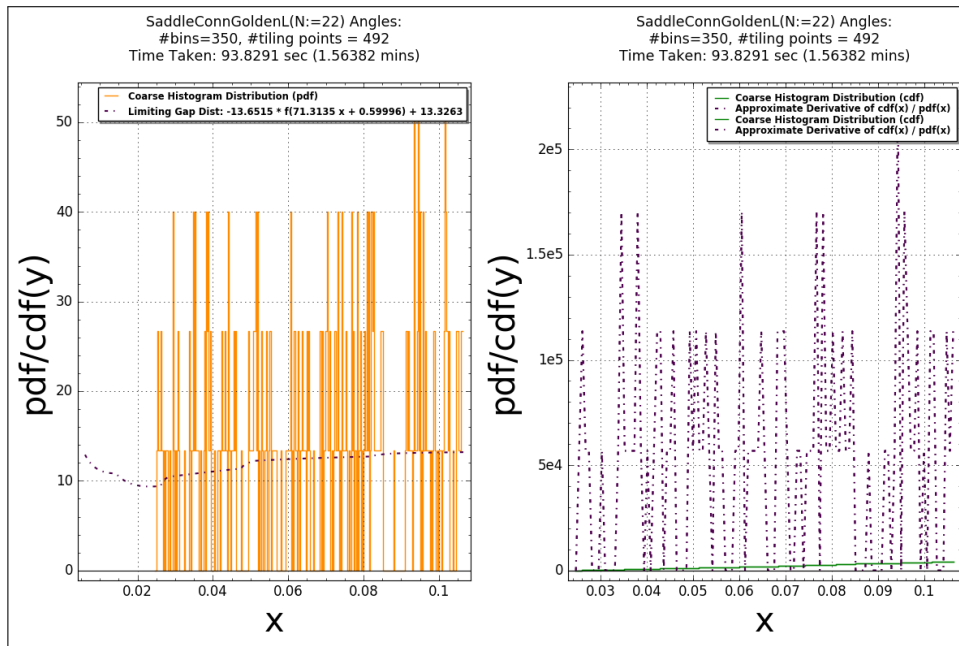 SaddleConnGoldenL(N:=22) Angles:
#bins=350, #tiling points = 492
Time Taken: 93.8291 sec (1.56382 mins)
Coarse Histogram Distribution (pdf)
Limiting Gap Dist: -13.6515 * f(71.3135 x + 0.59996) + 13.3263
50
40
30
20
10
0
pdf/cdf(y)
0.02
0.04
0.06
0.08
0.1
x
SaddleConnGoldenL(N:=22) Angles:
#bins=350, #tiling points = 492
Time Taken: 93.8291 sec (1.56382 mins)
Coarse Histogram Distribution (cdf)
Approximate Derivative of cdf(x) / pdf(x)
Coarse Histogram Distribution (cdf)
Approximate Derivative of cdf(x) / pdf(x)
2e5
1.5e5
1e5
5e4
0
pdf/cdf(y)
0.03
0.04
0.05
0.06
0.07
0.08
0.09
0.1
x